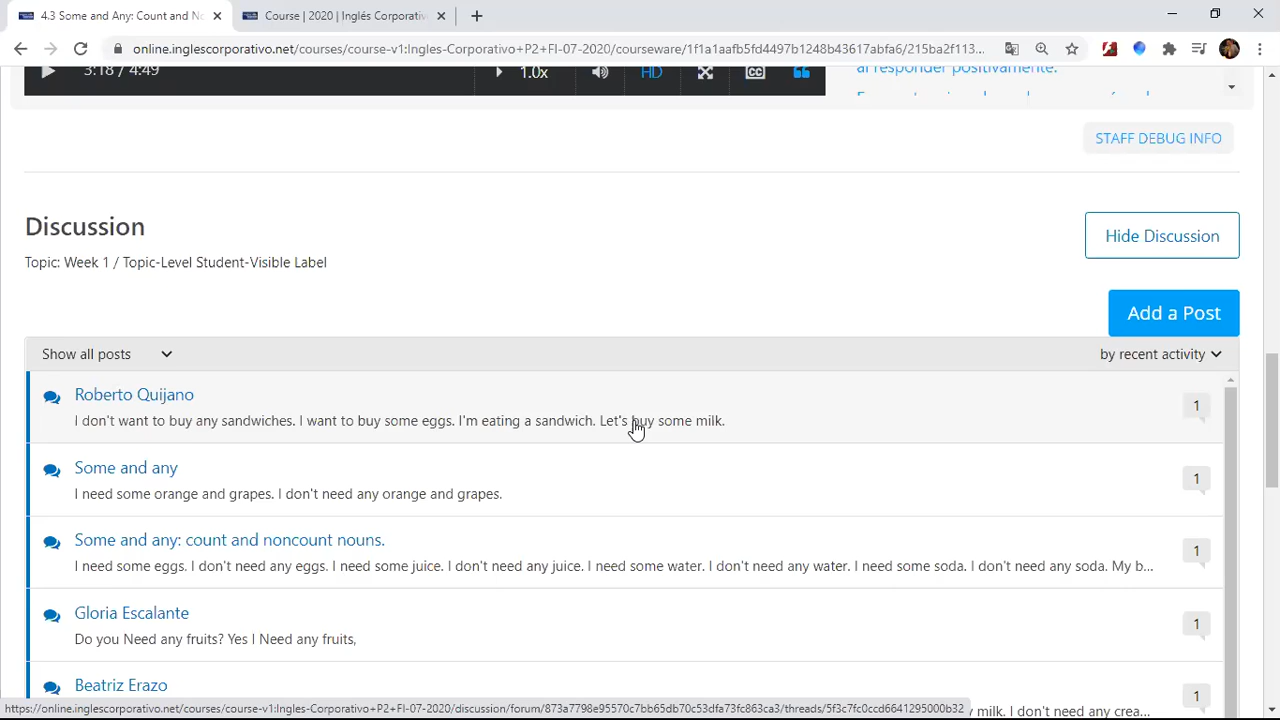 4.3 Some and Any: Count and No
Course | 2020 | Inglés Corporativ
online.inglescorporativo.net/courses/course-v1:Ingles-Corporativo+P2+FI-07-2020/courseware/1f1a1aafb5fd4497b1248b43617abfa6/215ba2f113...
3:18 / 4:49 1.0x HD CC
al responder positivamente.
STAFF DEBUG INFO
Discussion
Hide Discussion
Topic: Week 1 / Topic-Level Student-Visible Label
Add a Post
Show all posts
by recent activity
Roberto Quijano
I don't want to buy any sandwiches. I want to buy some eggs. I'm eating a sandwich. Let's buy some milk.
1
Some and any
I need some orange and grapes. I don't need any orange and grapes.
1
Some and any: count and noncount nouns.
I need some eggs. I don't need any eggs. I need some juice. I don't need any juice. I need some water. I don't need any water. I need some soda. I don't need any soda. My b...
1
Gloria Escalante
Do you Need any fruits? Yes I Need any fruits,
1
Beatriz Erazo
1
y milk. I don't need any crea...
https://online.inglescorporativo.net/courses/course-v1:Ingles-Corporativo+P2+FI-07-2020/discussion/forum/873a7798e95570c7bb65db70c53dfa73fc863ca3/threads/5f3c7fc0ccd6641295000b32